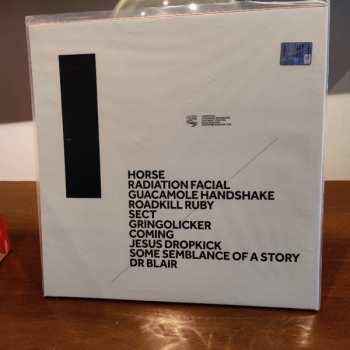 HORSE
RADIATION FACIAL
GUACAMOLE HANDSHAKE
ROADKILL RUBY
SECT
GRINGOLICKER
COMING
JESUS DROPKICK
SOME SEMBLANCE OF A STORY
DR BLAIR